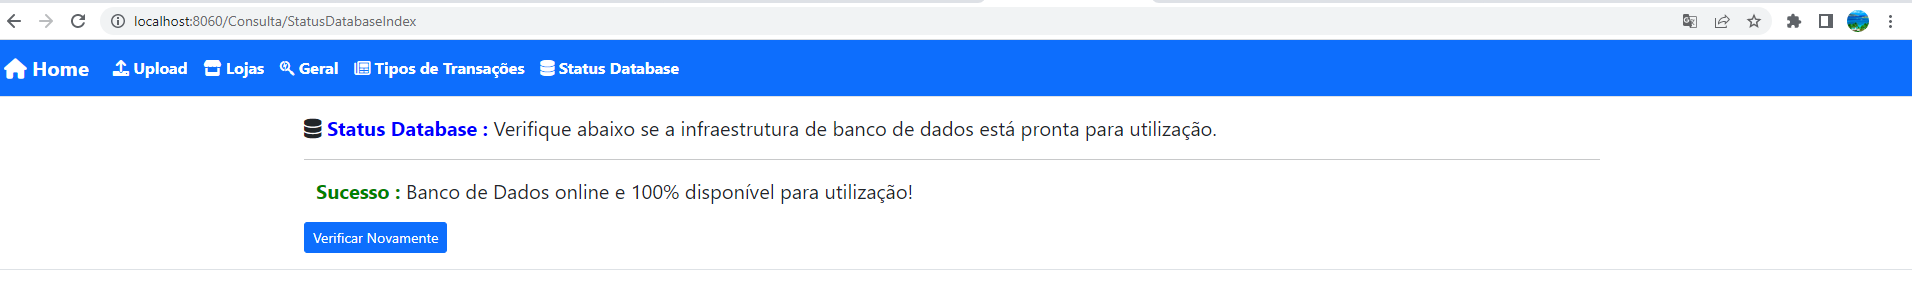 localhost:8060/Consulta/StatusDatabaseIndex
Home Upload Lojas Geral Tipos de Transações Status Database
Status Database : Verifique abaixo se a infraestrutura de banco de dados está pronta para utilização.
Sucesso : Banco de Dados online e 100% disponível para utilização!
Verificar Novamente